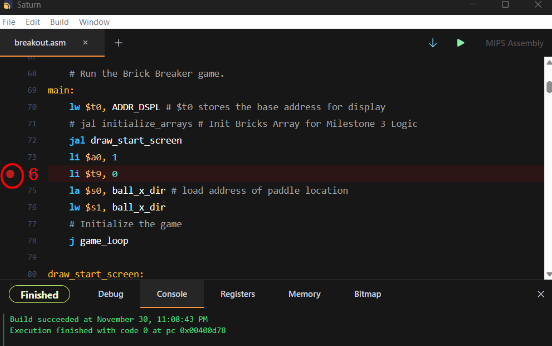 Saturn
File Edit Build Window
breakout.asm × + MIPS Assembly
68 # Run the Brick Breaker game.
69 main:
70 lw $t0, ADDR_DSPL # $t0 stores the base address for display
71 # jal initialize_arrays # Init Bricks Array for Milestone 3 Logic
72 jal draw_start_screen
73 li $a0, 1
6 li $t9, 0
75 la $s0, ball_x_dir # load address of paddle location
76 lw $s1, ball_x_dir
77 # Initialize the game
78 j game_loop
79
80 draw_start_screen:
Finished Debug Console Registers Memory Bitmap
Build succeeded at November 30, 11:08:43 PM
Execution finished with code 0 at pc 0x00400d78